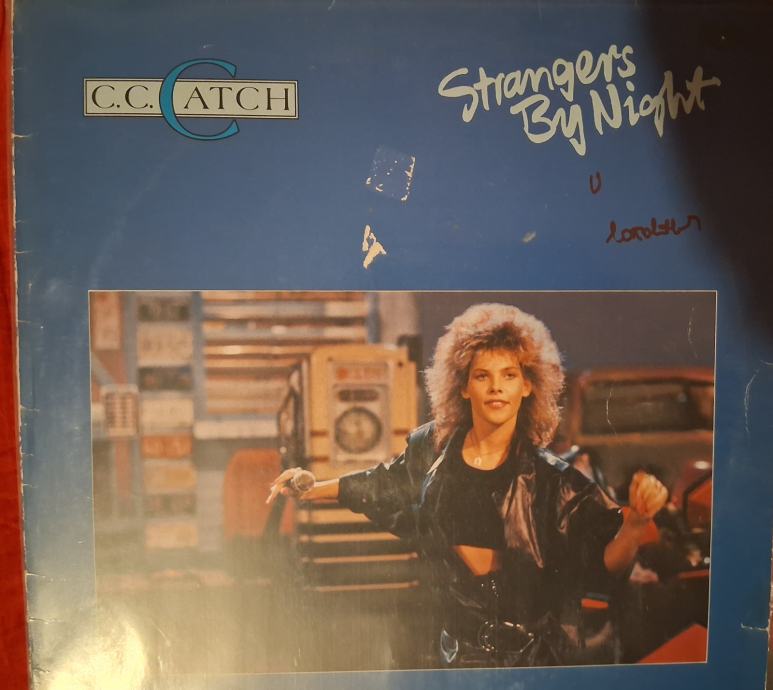 C.C. CATCH
Strangers
By Night
U